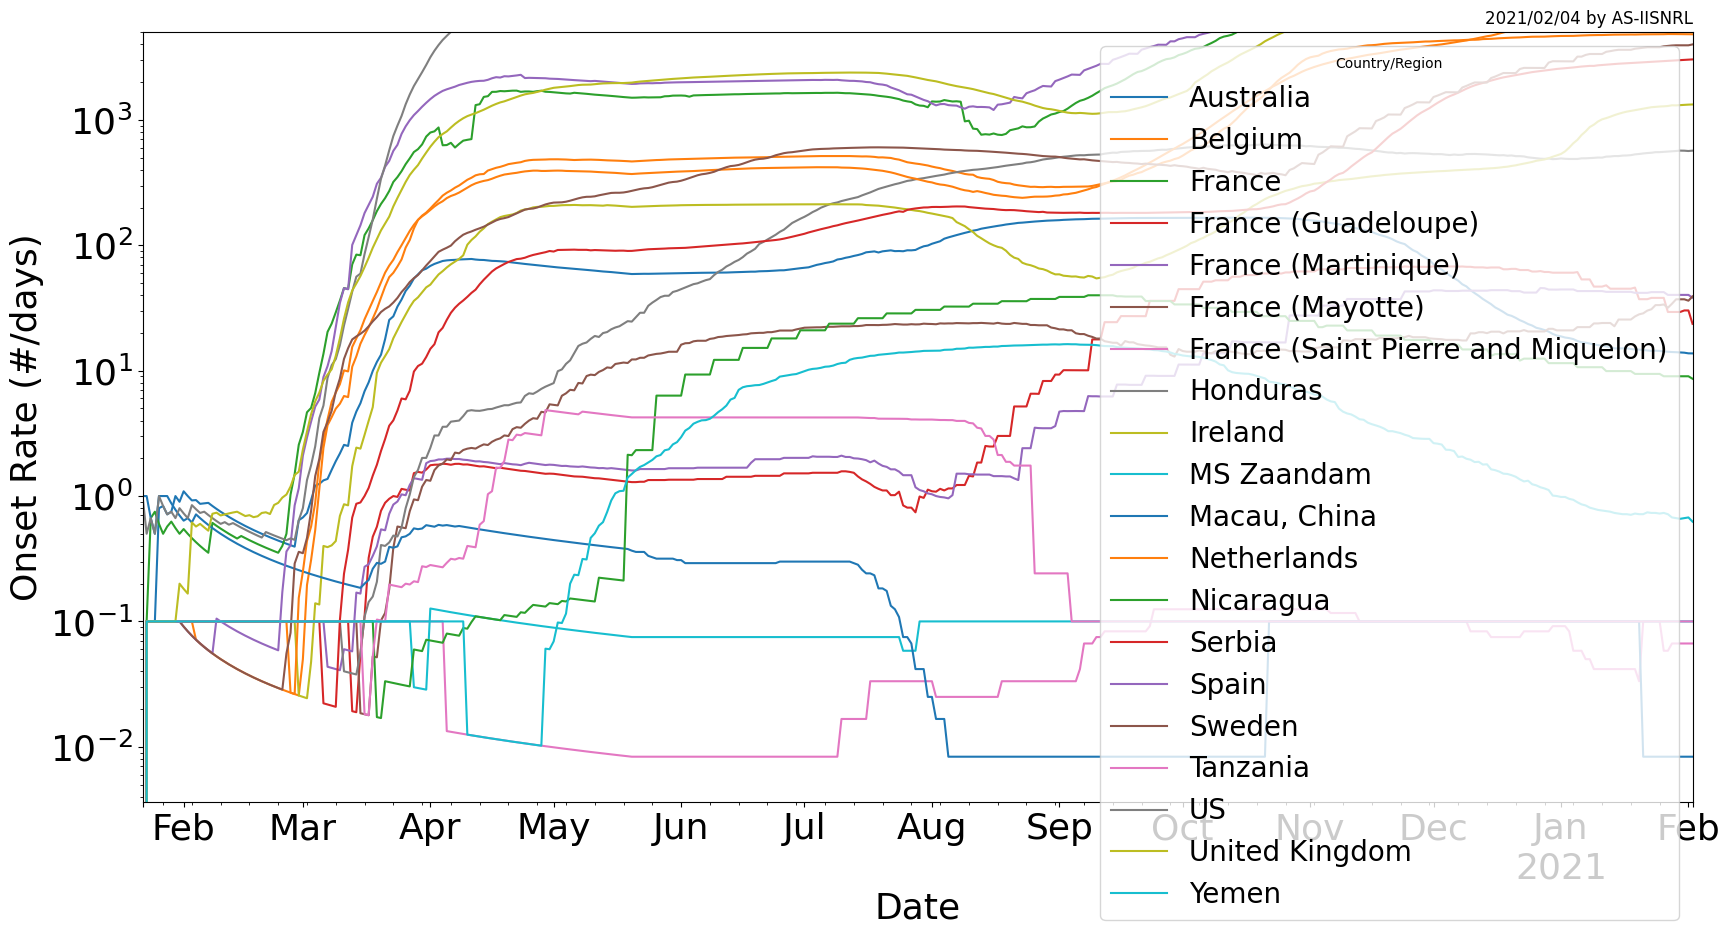 2021/02/04 by AS-IISNRL
Onset Rate (#/days)
10³
10²
10¹
10⁰
10⁻¹
10⁻²
Country/Region
Australia
Belgium
France
France (Guadeloupe)
France (Martinique)
France (Mayotte)
France (Saint Pierre and Miquelon)
Honduras
Ireland
MS Zaandam
Macau, China
Netherlands
Nicaragua
Serbia
Spain
Sweden
Tanzania
US
United Kingdom
Yemen
Feb Mar Apr May Jun Jul Aug Sep Oct Nov Dec Jan Feb
2021
Date